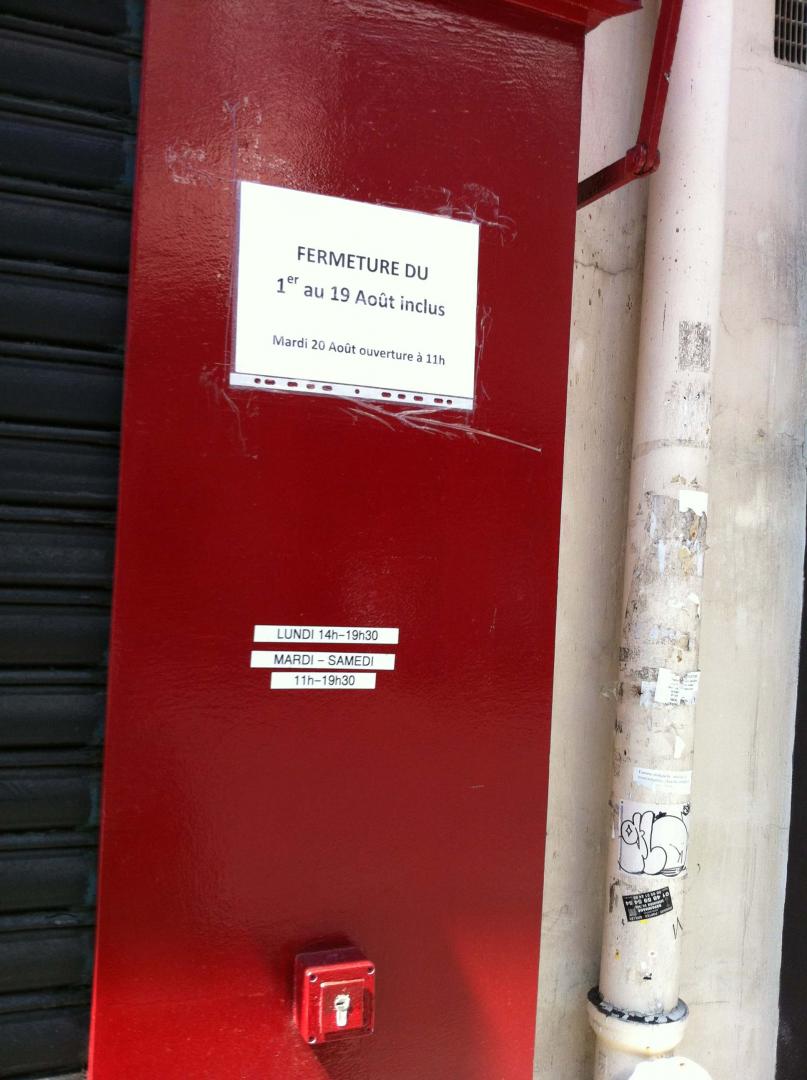 FERMETURE DU
1er au 19 Août inclus
Mardi 20 Août ouverture à 11h
LUNDI 14h-19h30
MARDI - SAMEDI
11h-19h30